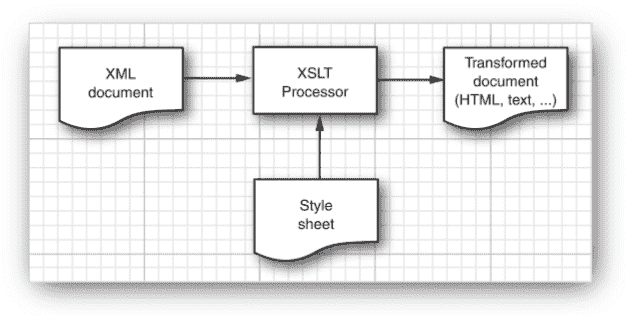 XML
document
XSLT
Processor
Transformed
document
(HTML, text, ...)
Style
sheet